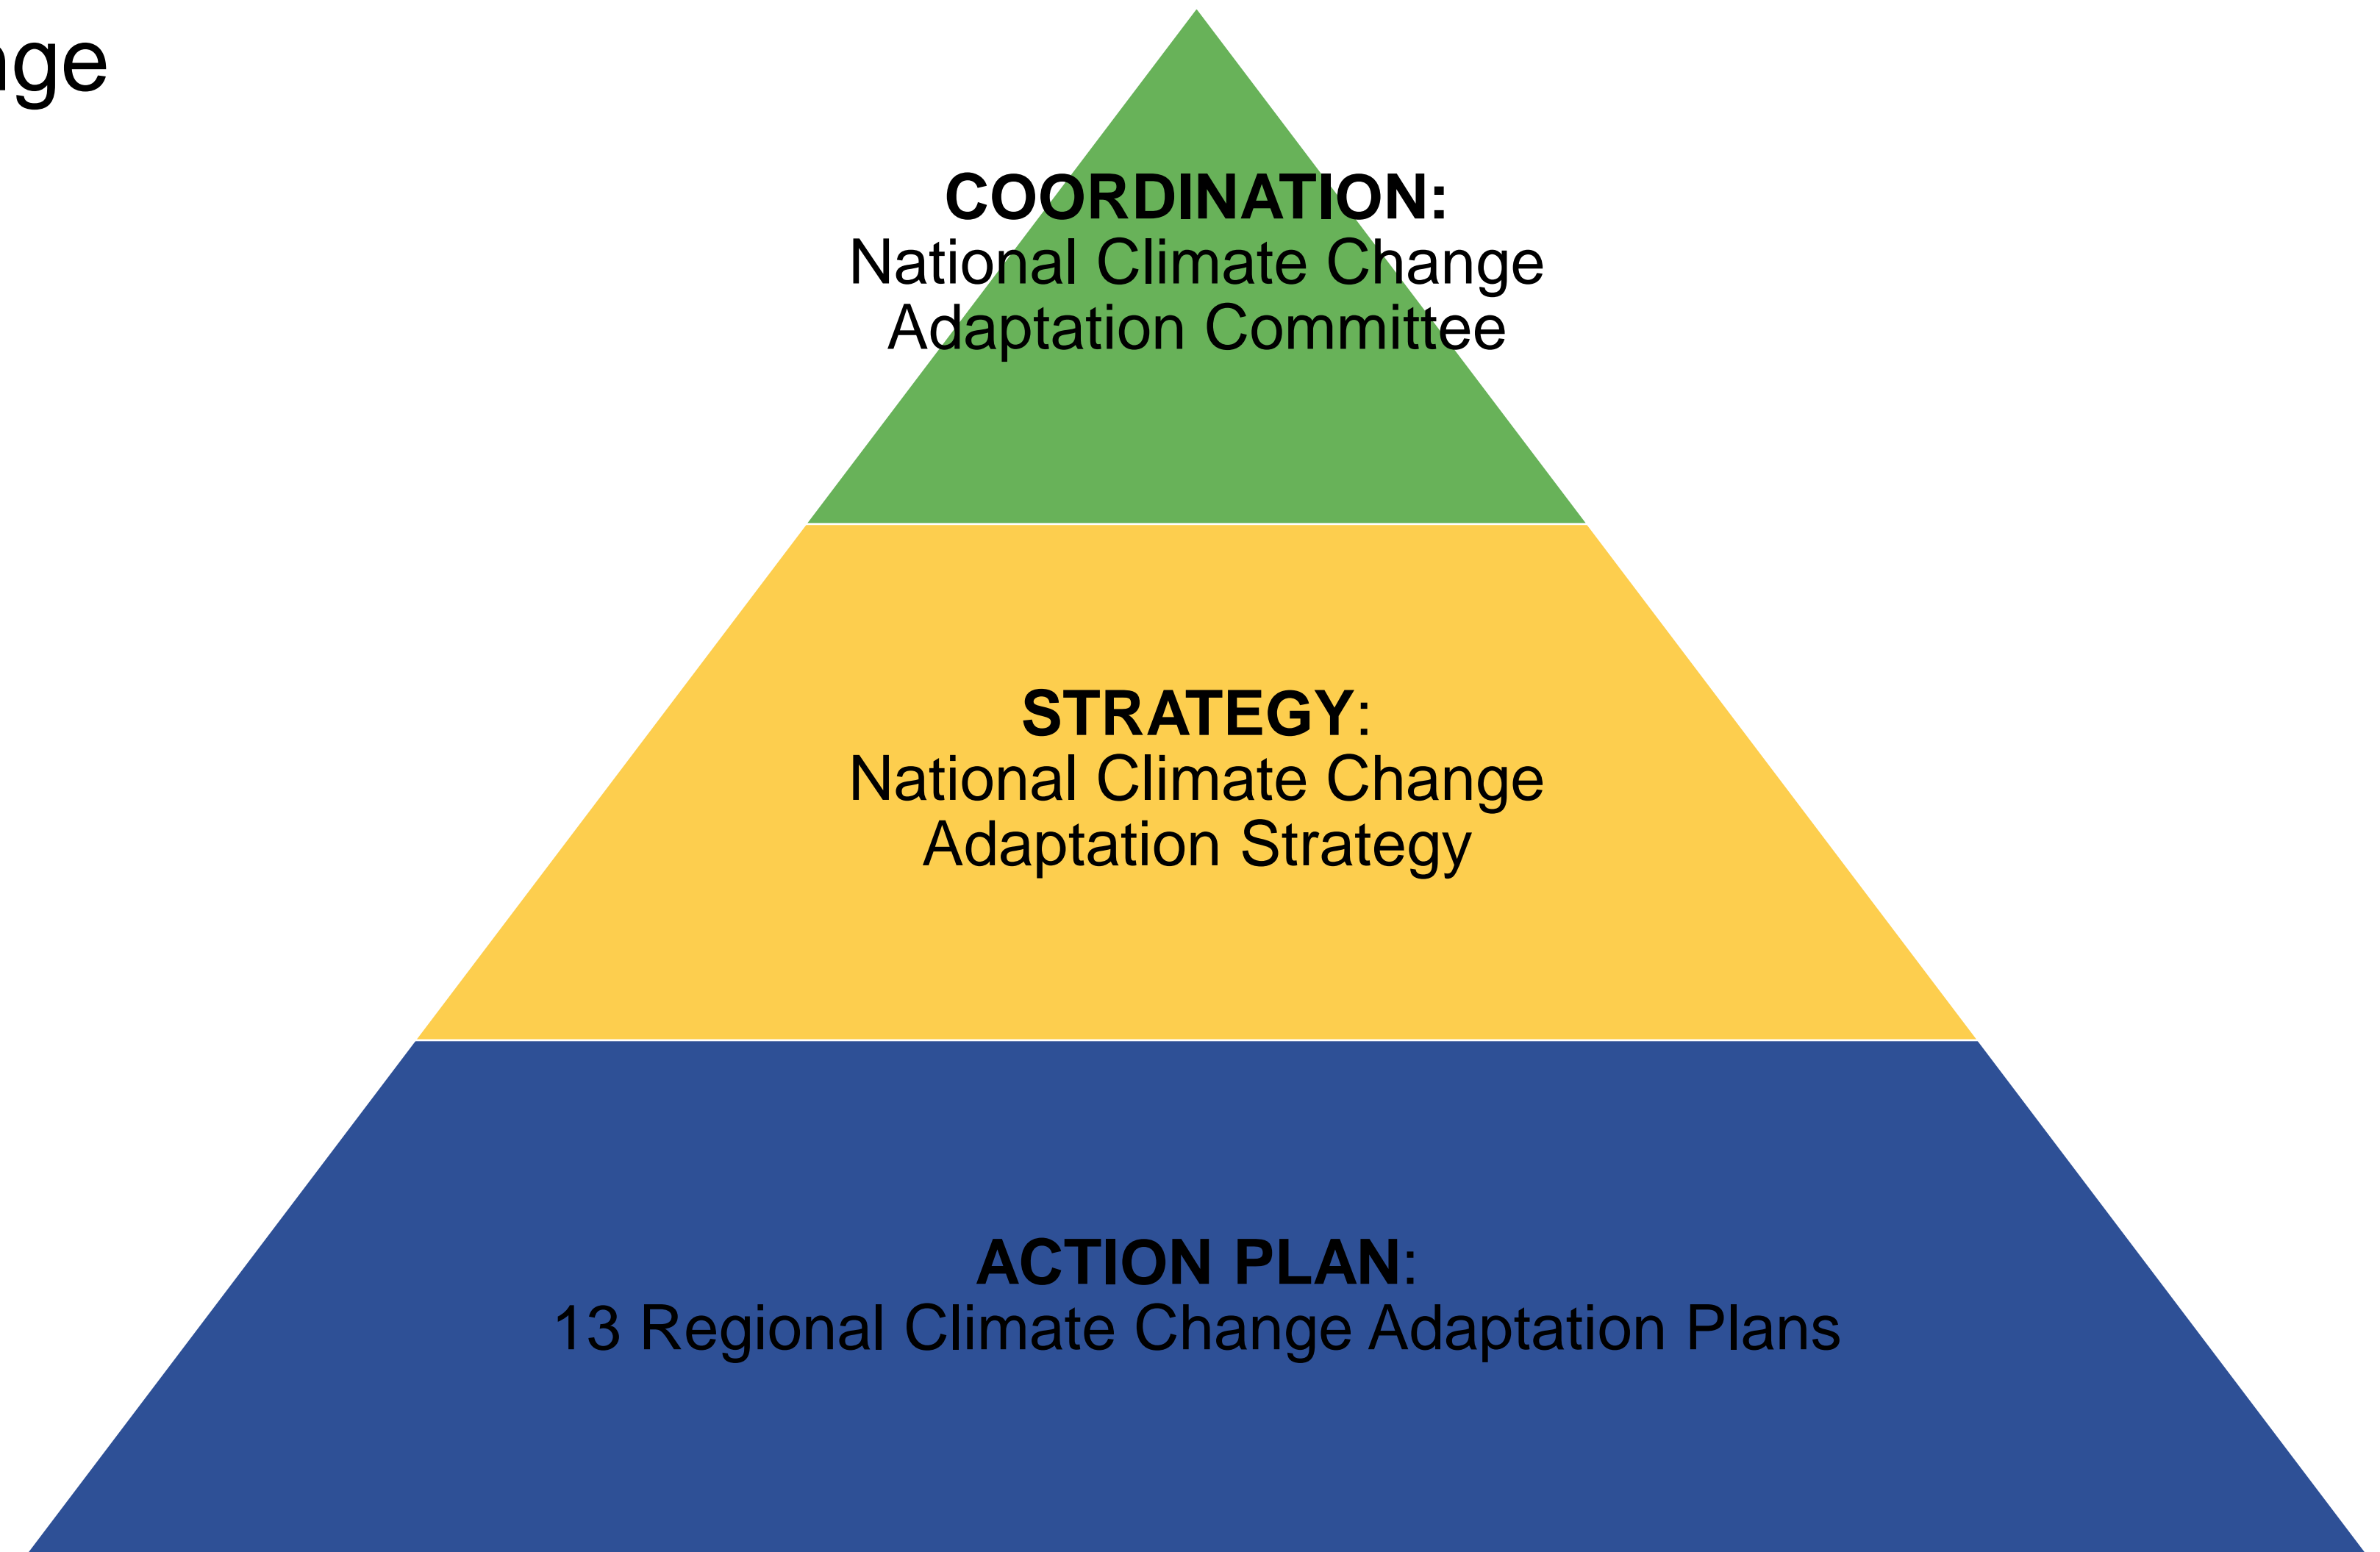 COORDINATION:
National Climate Change
Adaptation Committee
STRATEGY:
National Climate Change
Adaptation Strategy
ACTION PLAN:
13 Regional Climate Change Adaptation Plans